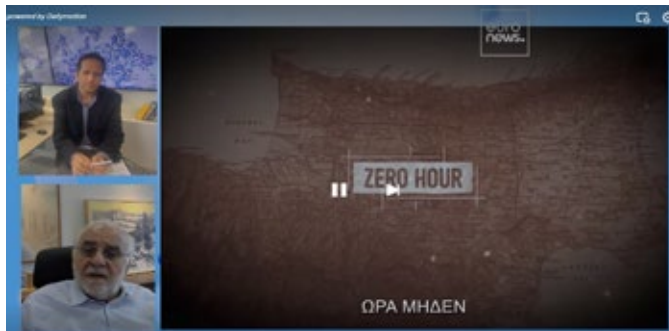 powered by Dailymotion
euro
news.
ZERO HOUR
ΩΡΑ ΜΗΔΕΝ